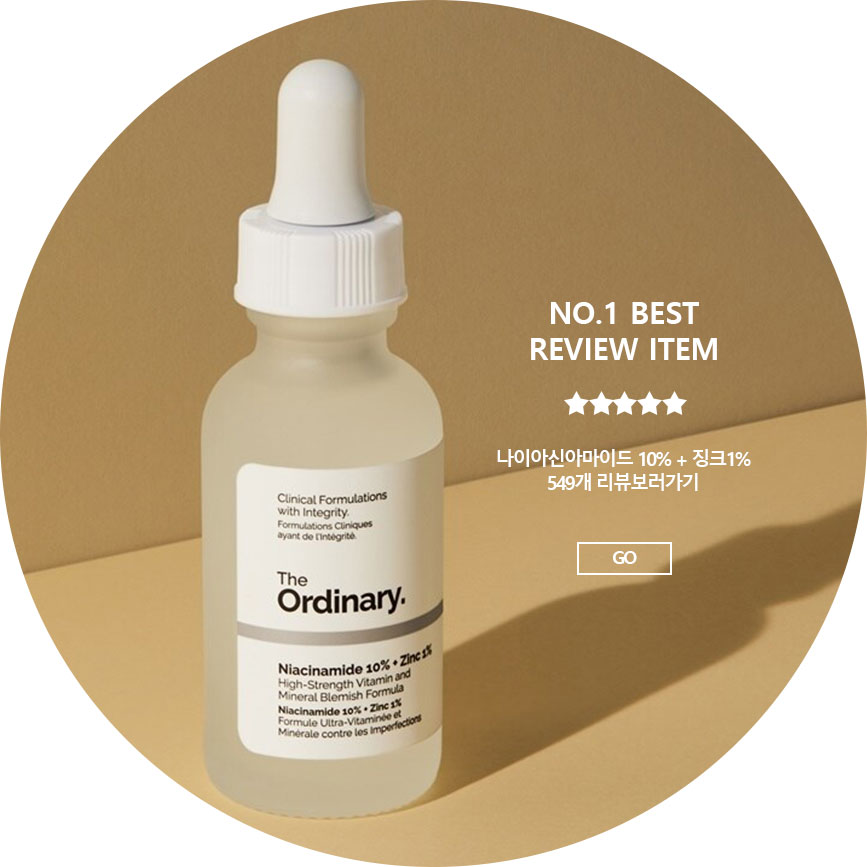 NO.1 BEST
REVIEW ITEM
나이아신아마이드 10% + 징크1%
549개 리뷰보러가기
GO
Clinical Formulations
with Integrity.
Formulations Cliniques
ayant de l'Intégrité.
The
Ordinary.
Niacinamide 10% + Zinc 1%
High-Strength Vitamin and
Mineral Blemish Formula
Niacinamide 10% + Zinc 1%
Formule Ultra-Vitaminée et
Minérale contre les Imperfections